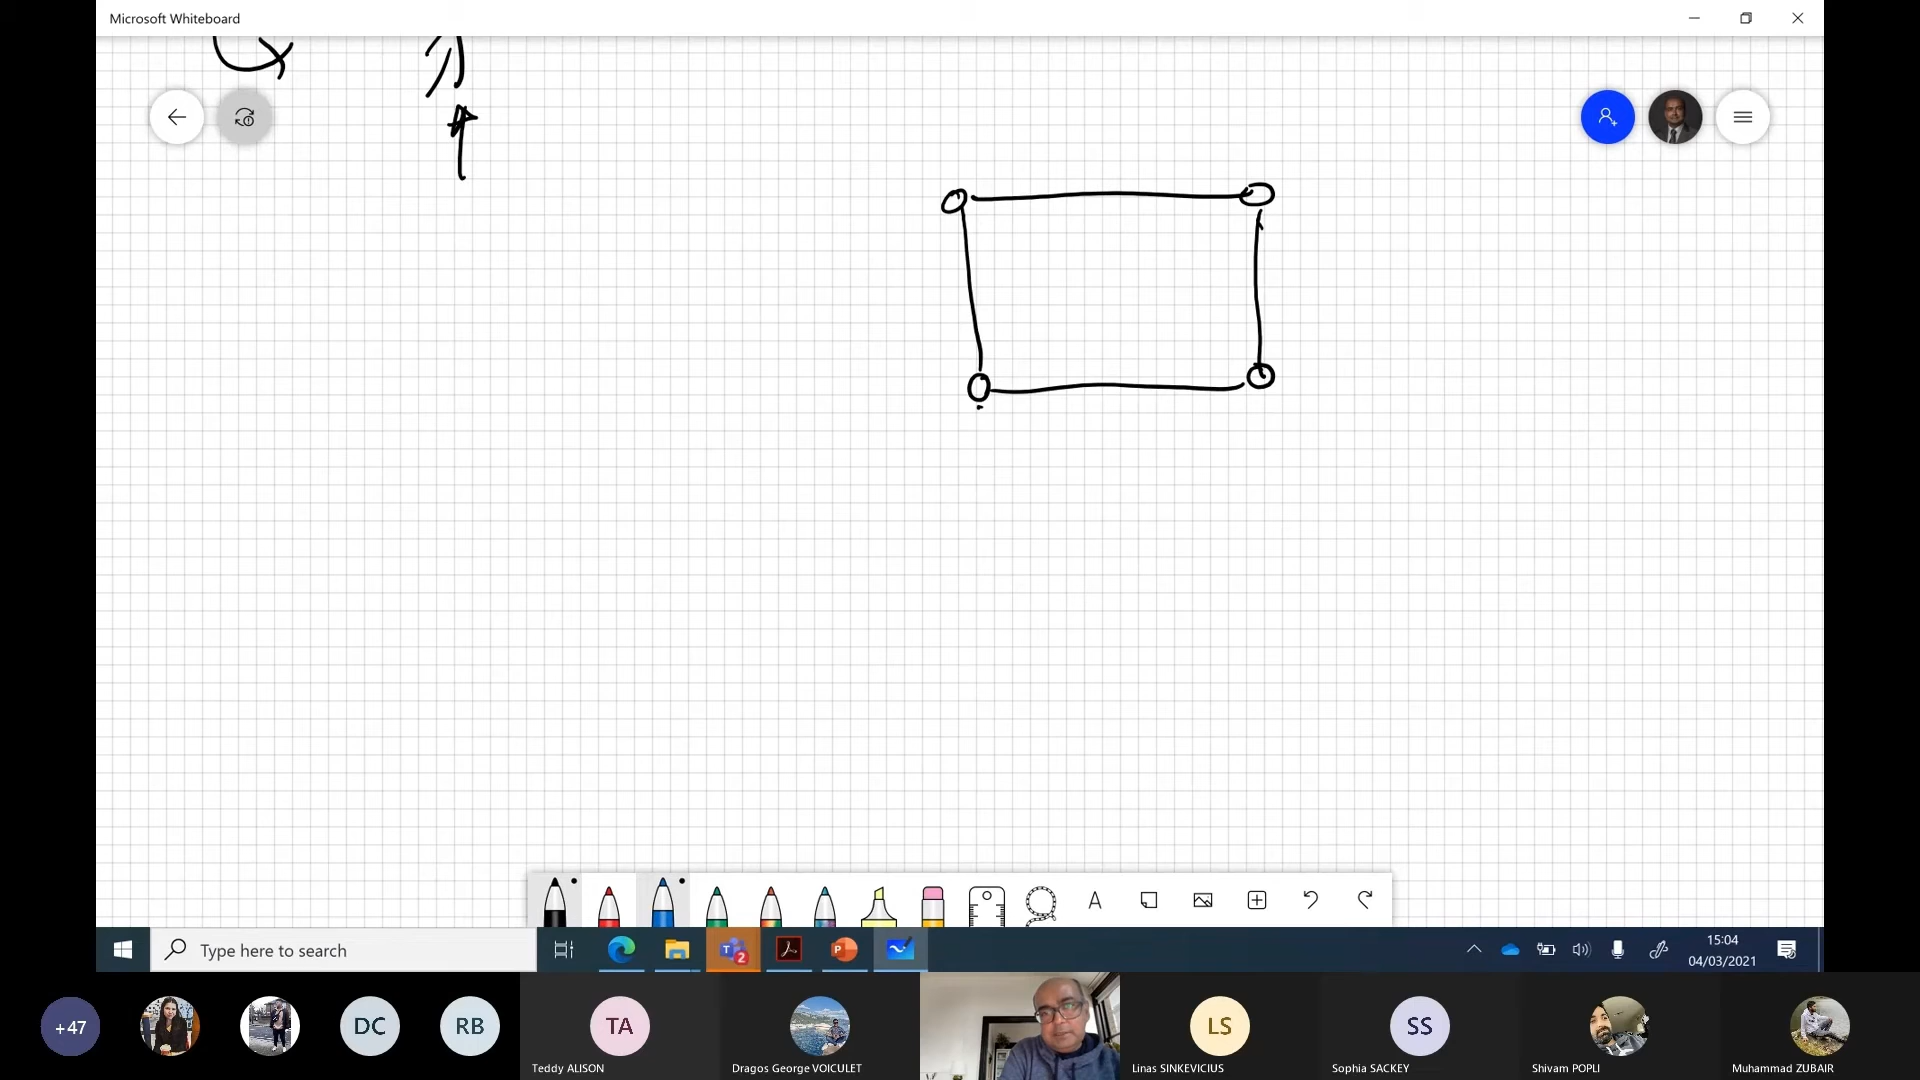 Microsoft Whiteboard
A
Type here to search
T
2
P
15:04
04/03/2021
+47
DC
RB
TA
LS
SS
Teddy ALISON
Dragos George VOICULET
Linas SINKEVICIUS
Sophia SACKEY
Shivam POPLI
Muhammad ZUBAIR